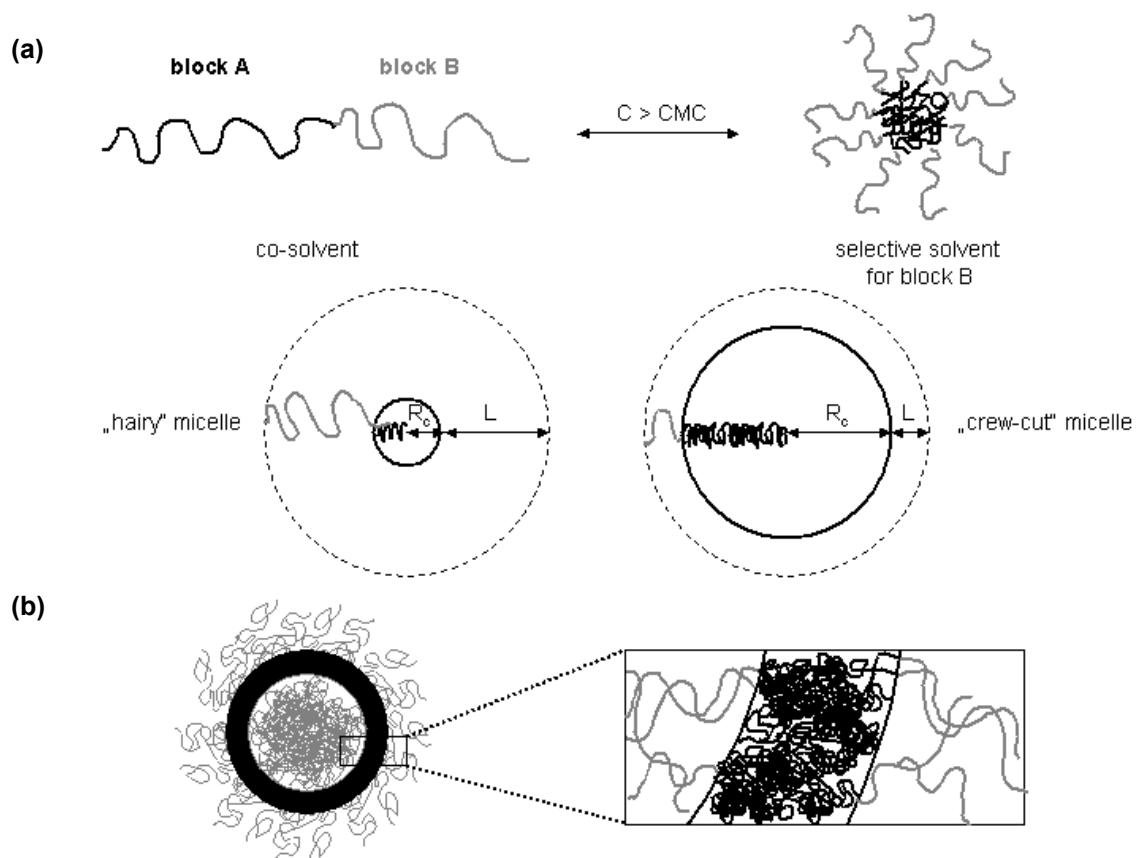 (a)
block A
block B
C > CMC
co-solvent
selective solvent
for block B
„hairy" micelle
Rc
L
Rc
L
„crew-cut" micelle
(b)